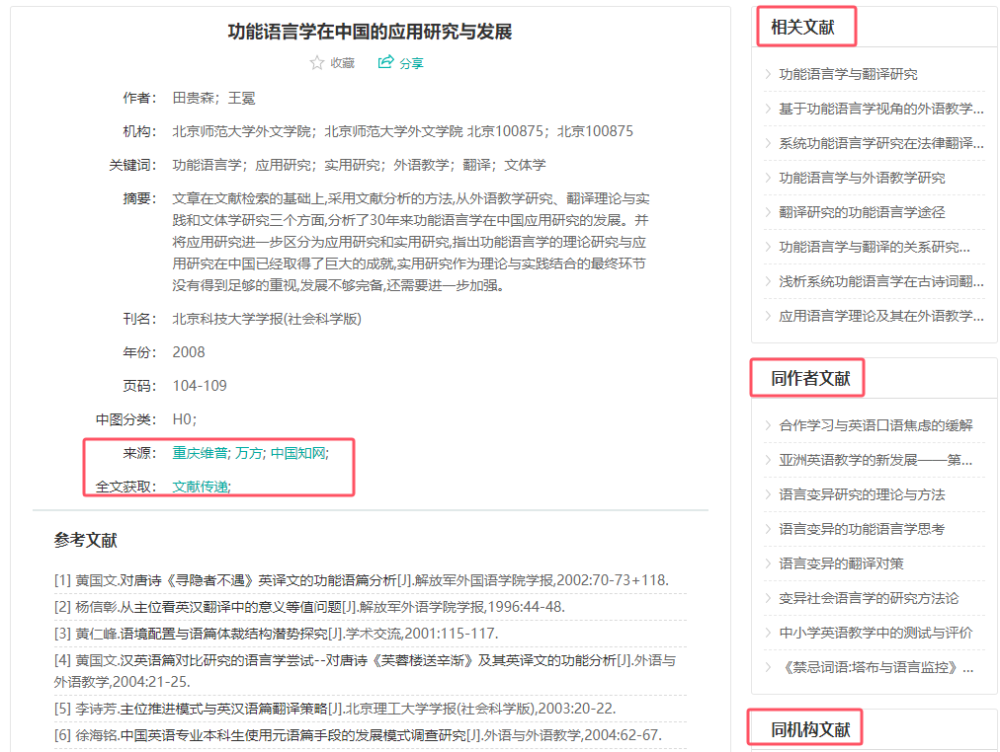 功能语言学在中国的应用研究与发展
收藏 分享
作者： 田贵森；王冕
机构： 北京师范大学外文学院；北京师范大学外文学院 北京100875；北京100875
关键词： 功能语言学；应用研究；实用研究；外语教学；翻译；文体学
摘要： 文章在文献检索的基础上,采用文献分析的方法,从外语教学研究、翻译理论与实
践和文体学研究三个方面,分析了30年来功能语言学在中国应用研究的发展。并
将应用研究进一步区分为应用研究和实用研究,指出功能语言学的理论研究与应
用研究在中国已经取得了巨大的成就,实用研究作为理论与实践结合的最终环节
没有得到足够的重视,发展不够完备,还需要进一步加强。
刊名： 北京科技大学学报(社会科学版)
年份： 2008
页码： 104-109
中图分类： H0；
来源： 重庆维普; 万方; 中国知网;
全文获取： 文献传递;
参考文献
[1] 黄国文.对唐诗《寻隐者不遇》英译文的功能语篇分析[J].解放军外国语学院学报,2002:70-73+118.
[2] 杨信彰.从主位看英汉翻译中的意义等值问题[J].解放军外语学院学报,1996:44-48.
[3] 黄仁峰.语境配置与语篇体裁结构潜势探究[J].学术交流,2001:115-117.
[4] 黄国文.汉英语篇对比研究的语言学尝试--对唐诗《芙蓉楼送辛渐》及其英译文的功能分析[J].外语与
外语教学,2004:21-25.
[5] 李诗芳.主位推进模式与英汉语篇翻译策略[J].北京理工大学学报(社会科学版),2003:20-22.
[6] 徐海铭.中国英语专业本科生使用元语篇手段的发展模式调查研究[J].外语与外语教学,2004:62-67.
相关文献
功能语言学与翻译研究
基于功能语言学视角的外语教学...
系统功能语言学研究在法律翻译...
功能语言学与外语教学研究
翻译研究的功能语言学途径
功能语言学与翻译的关系研究...
浅析系统功能语言学在古诗词翻...
应用语言学理论及其在外语教学...
同作者文献
合作学习与英语口语焦虑的缓解
亚洲英语教学的新发展——第...
语言变异研究的理论与方法
语言变异的功能语言学思考
语言变异的翻译对策
变异社会语言学的研究方法论
中小学英语教学中的测试与评价
《禁忌词语:塔布与语言监控》...
同机构文献